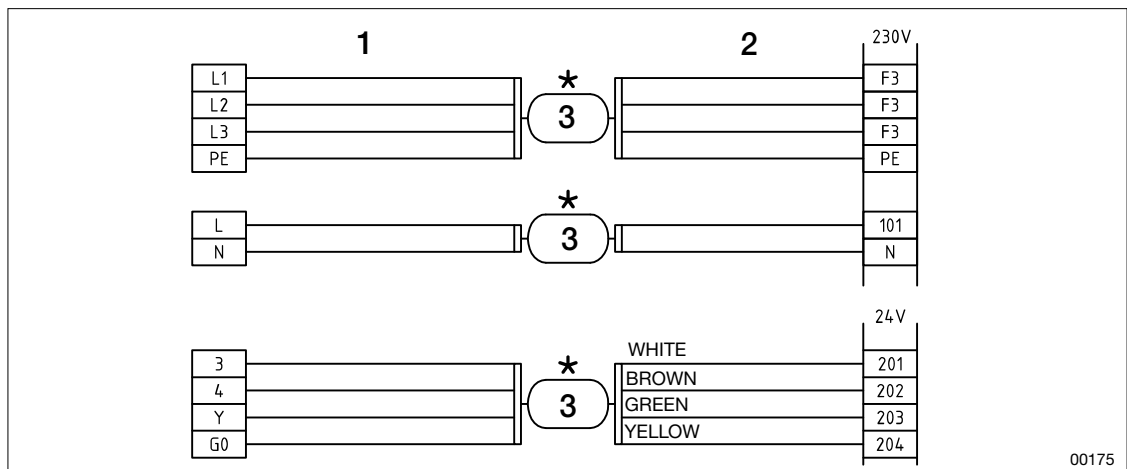 1 2 230V
L1 F3
* 3
L2 F3
L3 F3
PE PE
*
L 3 101
N N
24V
WHITE
3 * 201
BROWN
4 202
3
GREEN
Y 203
YELLOW
G0 204
00175